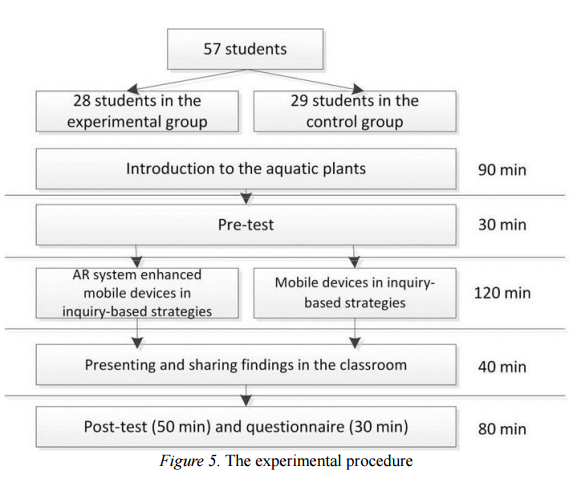 57 students
28 students in the
experimental group
29 students in the
control group
Introduction to the aquatic plants
90 min
Pre-test
30 min
AR system enhanced
mobile devices in
inquiry-based strategies
Mobile devices in inquiry-
based strategies
120 min
Presenting and sharing findings in the classroom
40 min
Post-test (50 min) and questionnaire (30 min)
80 min
Figure 5. The experimental procedure